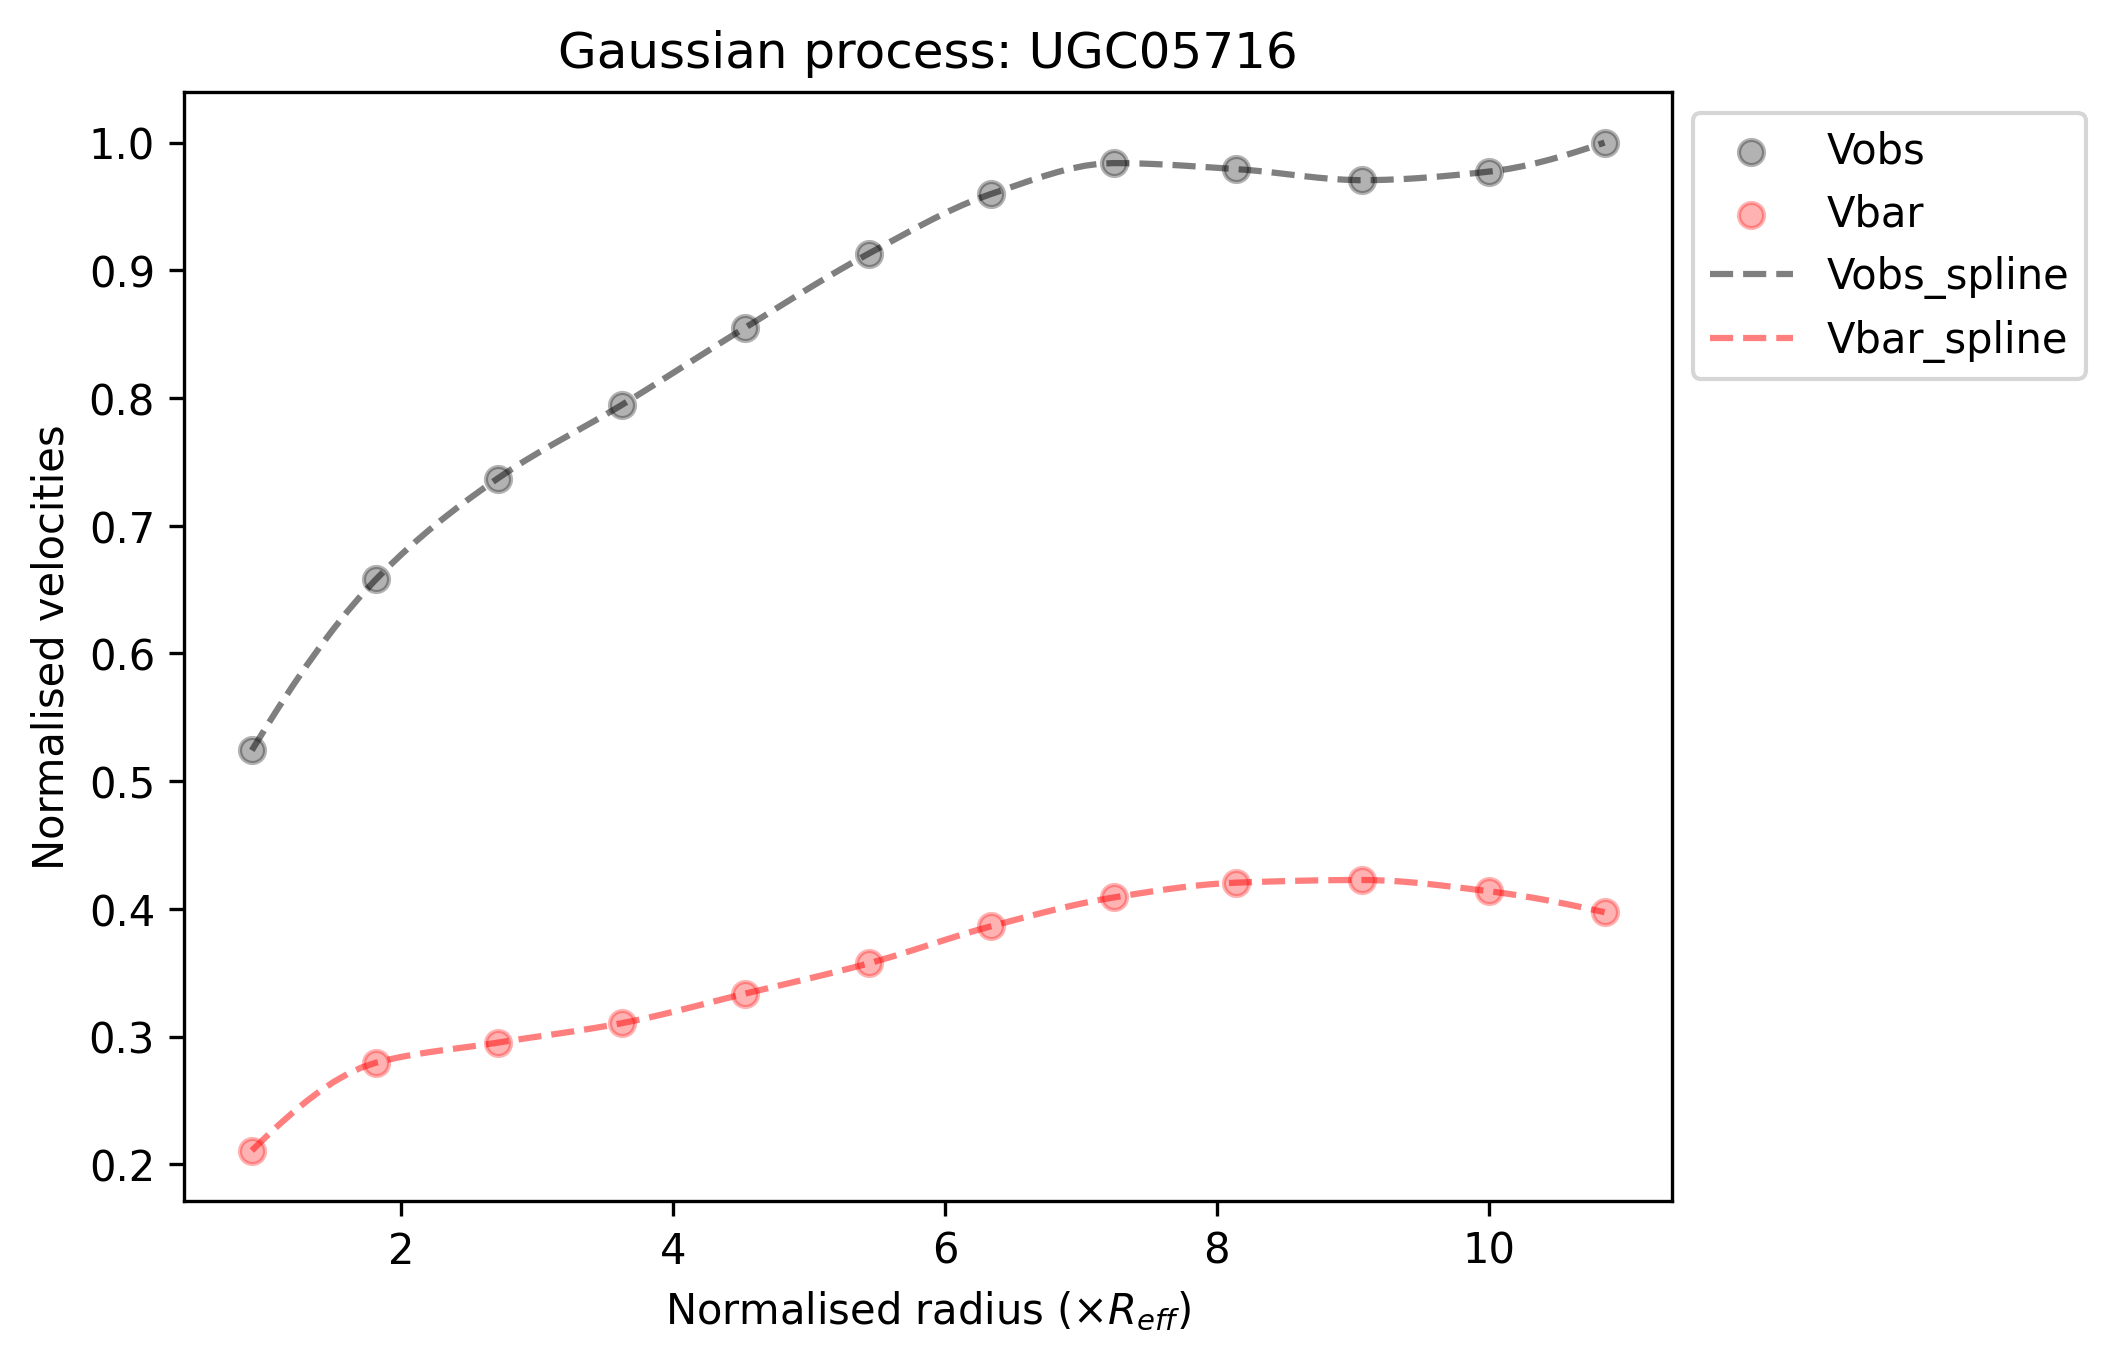 Gaussian process: UGC05716
1.0
0.9
0.8
0.7
0.6
0.5
0.4
0.3
0.2
Normalised velocities
2 4 6 8 10
Normalised radius (×R_eff)
Vobs
Vbar
Vobs_spline
Vbar_spline